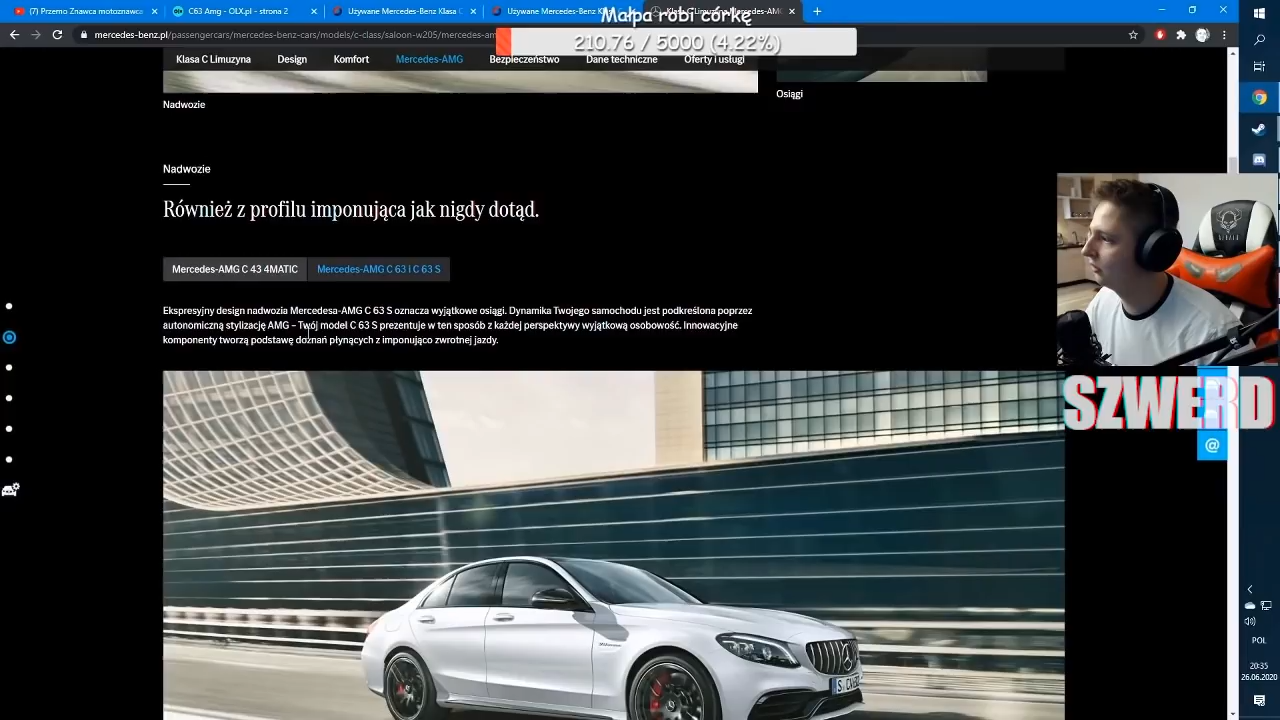 (7) Przemo Znawca motoznawca
C63 Amg - OLX.pl - strona 2
Używane Mercedes-Benz Klasa C
Używane Mercedes-Benz
Małpa robi córkę
210.76 / 5000 (4.22%)
mercedes-benz.pl/passengercars/mercedes-benz-cars/models/c-class/saloon-w205/mercedes-am
Klasa C Limuzyna
Design
Komfort
Mercedes-AMG
Bezpieczeństwo
Dane techniczne
Oferty i usługi
Nadwozie
Osiągi
Nadwozie
Również z profilu imponująca jak nigdy dotąd.
Mercedes-AMG C 43 4MATIC
Mercedes-AMG C 63 i C 63 S
Ekspresyjny design nadwozia Mercedesa-AMG C 63 S oznacza wyjątkowe osiągi. Dynamika Twojego samochodu jest podkreślona poprzez
autonomiczną stylizację AMG – Twój model C 63 S prezentuje w ten sposób z każdej perspektywy wyjątkową osobowość. Innowacyjne
komponenty tworzą podstawę doznań płynących z imponująco zwrotnej jazdy.
SZWERD
@
POL
20:35
26.06.2020